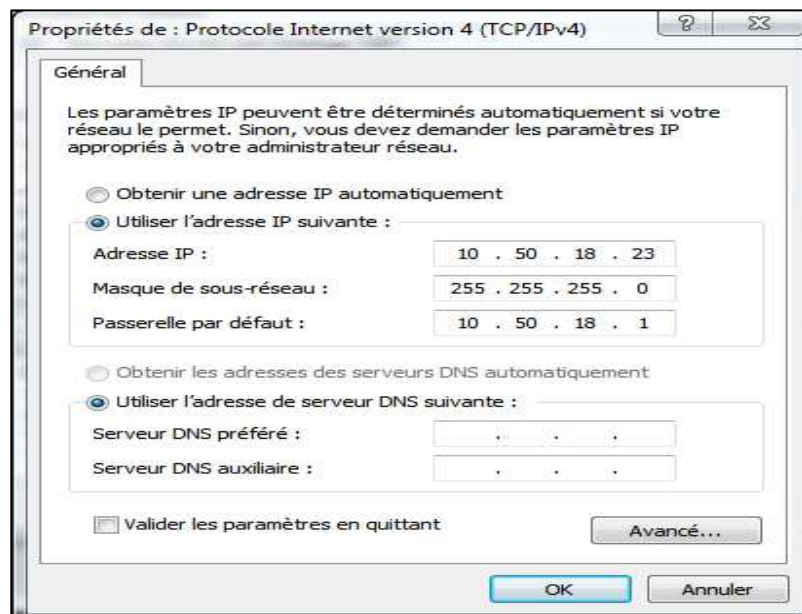 Propriétés de : Protocole Internet version 4 (TCP/IPv4)
Général
Les paramètres IP peuvent être déterminés automatiquement si votre
réseau le permet. Sinon, vous devez demander les paramètres IP
appropriés à votre administrateur réseau.
Obtenir une adresse IP automatiquement
Utiliser l'adresse IP suivante :
Adresse IP : 10 . 50 . 18 . 23
Masque de sous-réseau : 255 . 255 . 255 . 0
Passerelle par défaut : 10 . 50 . 18 . 1
Obtenir les adresses des serveurs DNS automatiquement
Utiliser l'adresse de serveur DNS suivante :
Serveur DNS préféré : . . .
Serveur DNS auxiliaire : . . .
Valider les paramètres en quittant
Avancé...
OK Annuler